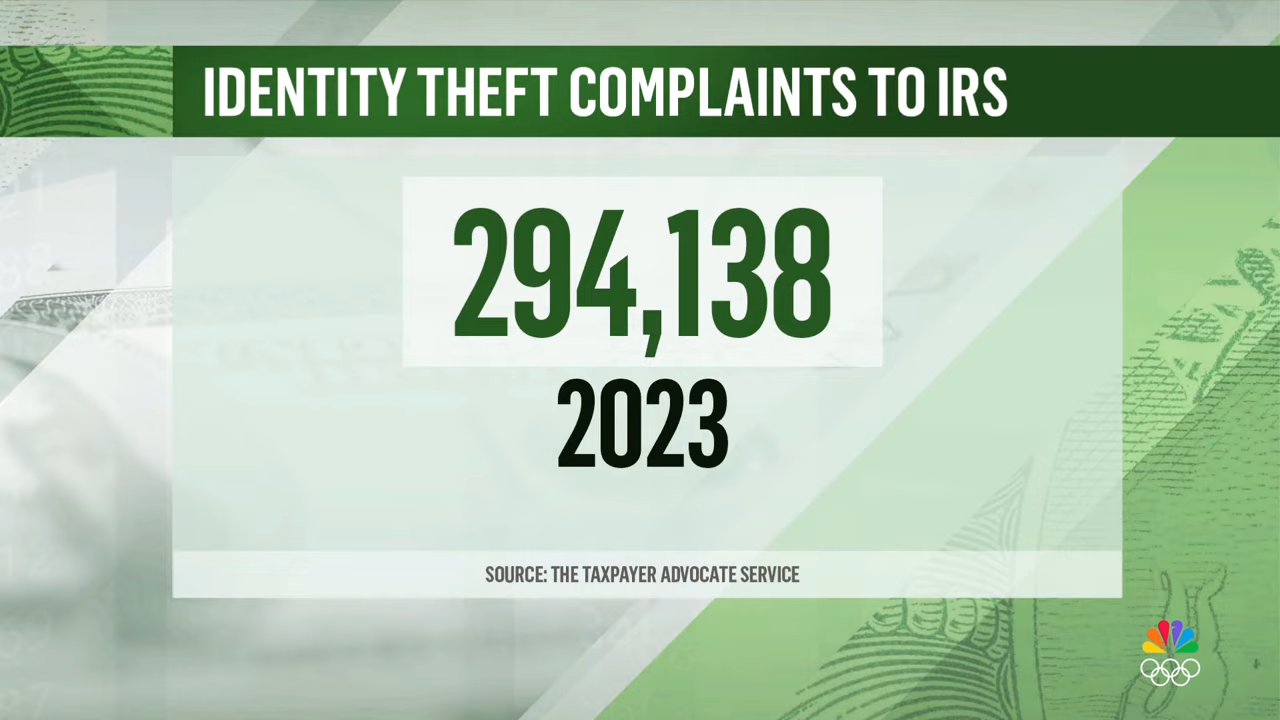 IDENTITY THEFT COMPLAINTS TO IRS
294,138
2023
SOURCE: THE TAXPAYER ADVOCATE SERVICE